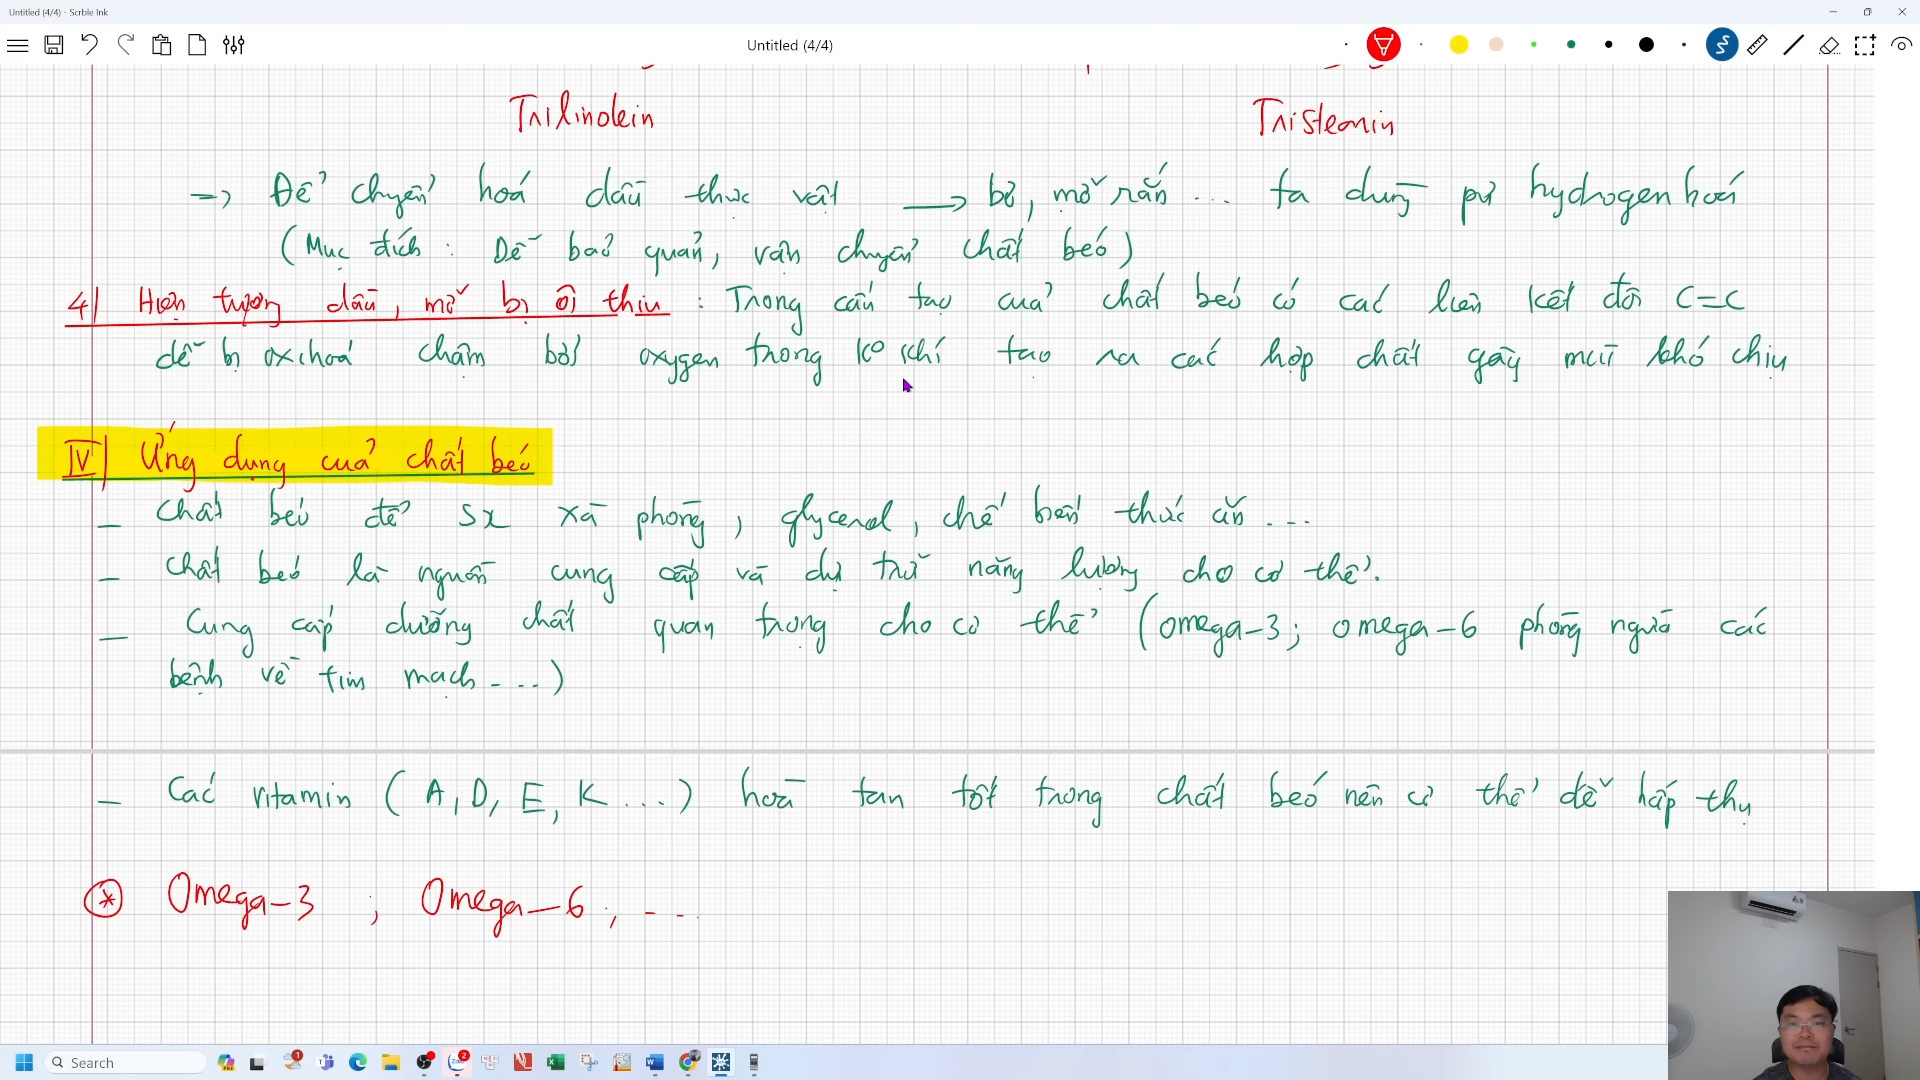 Untitled (4/4) - Scrble Ink
Untitled (4/4)
Trilinolein Tristearin
=> Để chuyển hoá dầu thực vật → bơ, mỡ rắn ... ta dùng pứ hydrogen hoá
(Mục đích : Dễ bảo quản, vận chuyển chất béo)
4| Hiện tượng dầu, mỡ bị ôi thiu : Trong cấu tạo của chất béo có các liên kết đôi C=C
dễ bị oxi hoá chậm bởi oxygen trong ko khí tạo ra các hợp chất gây mùi khó chịu
IV| Ứng dụng của chất béo
- Chất béo để sx xà phòng, glycerol, chế biến thức ăn ...
- Chất béo là nguồn cung cấp và dự trữ năng lượng cho cơ thể.
- Cung cấp dưỡng chất quan trọng cho cơ thể (omega-3; omega-6 phòng ngừa các
bệnh về tim mạch ....)
- Các vitamin (A, D, E, K ...) hoà tan tốt trong chất béo nên cơ thể dễ hấp thụ
* Omega-3 ; Omega-6 ; ...
Search